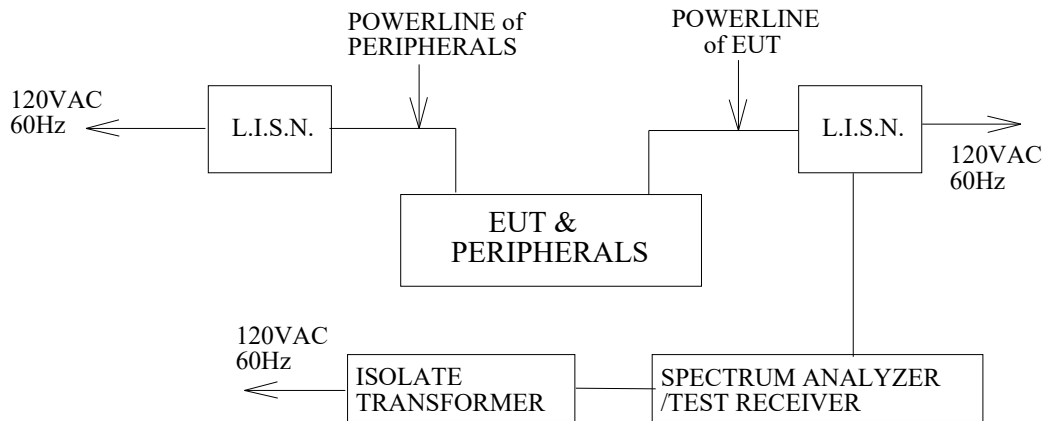 POWERLINE of
PERIPHERALS
POWERLINE
of EUT
120VAC
60Hz
L.I.S.N.
L.I.S.N.
120VAC
60Hz
EUT &
PERIPHERALS
120VAC
60Hz
ISOLATE
TRANSFORMER
SPECTRUM ANALYZER
/TEST RECEIVER